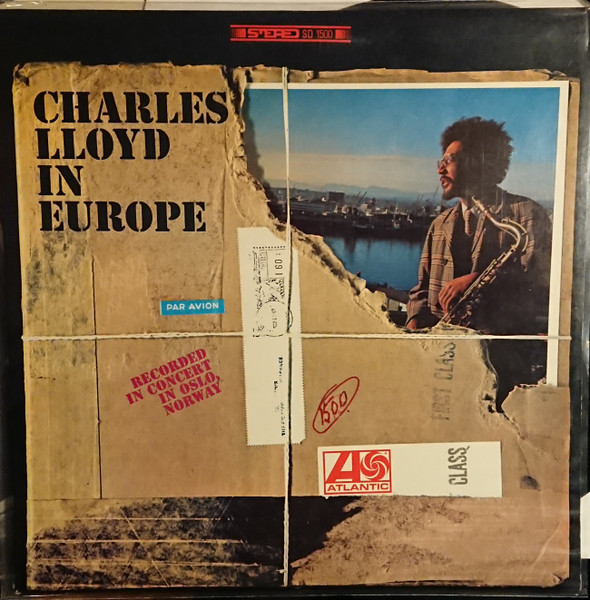 STEREO SD 1500
CHARLES
LLOYD
IN
EUROPE
PAR AVION
RECORDED
IN CONCERT
IN OSLO,
NORWAY
1500
FIRST CLASS
ATLANTIC
T CLASS